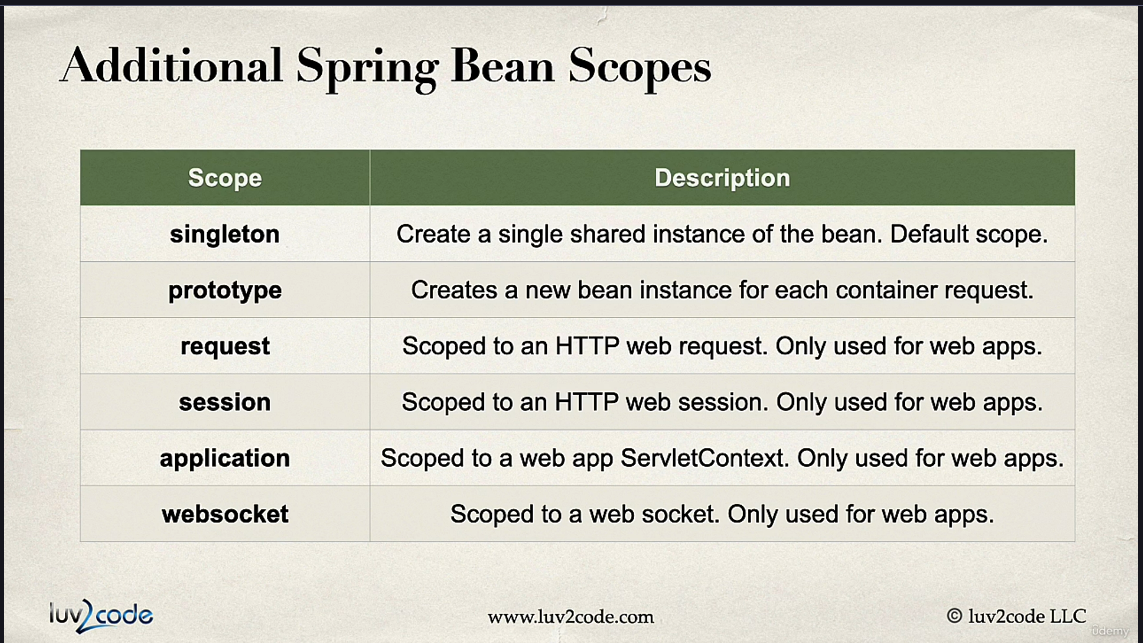 Additional Spring Bean Scopes
Scope Description
singleton Create a single shared instance of the bean. Default scope.
prototype Creates a new bean instance for each container request.
request Scoped to an HTTP web request. Only used for web apps.
session Scoped to an HTTP web session. Only used for web apps.
application Scoped to a web app ServletContext. Only used for web apps.
websocket Scoped to a web socket. Only used for web apps.
luv2code www.luv2code.com © luv2code LLC
ûdemy